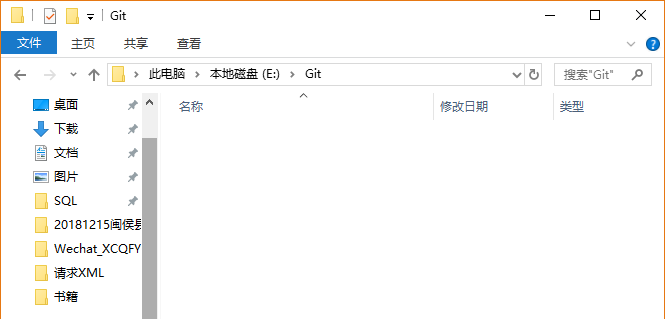 Git
文件 主页 共享 查看
此电脑 本地磁盘 (E:) Git 搜索"Git"
名称 修改日期 类型
桌面
下载
文档
图片
SQL
20181215闽侯县
Wechat_XCQFY
请求XML
书籍